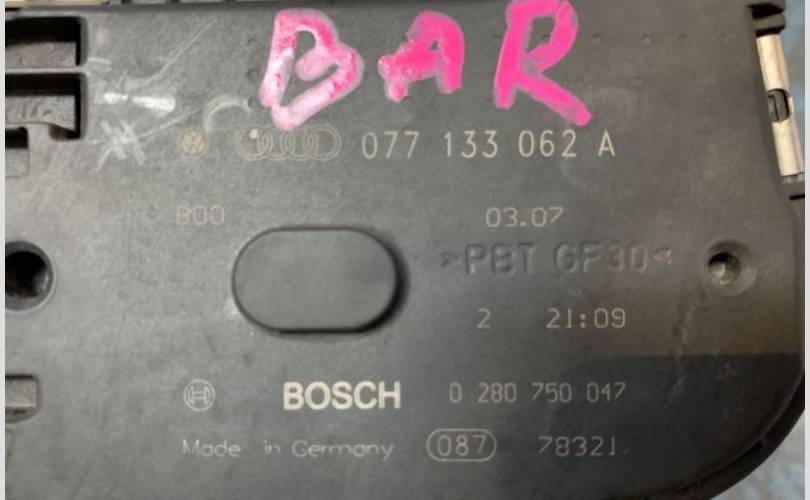 BAR
077 133 062 A
800 03.07
>PBT GF30<
2 21:09
BOSCH 0 280 750 047
Made in Germany 087 78321